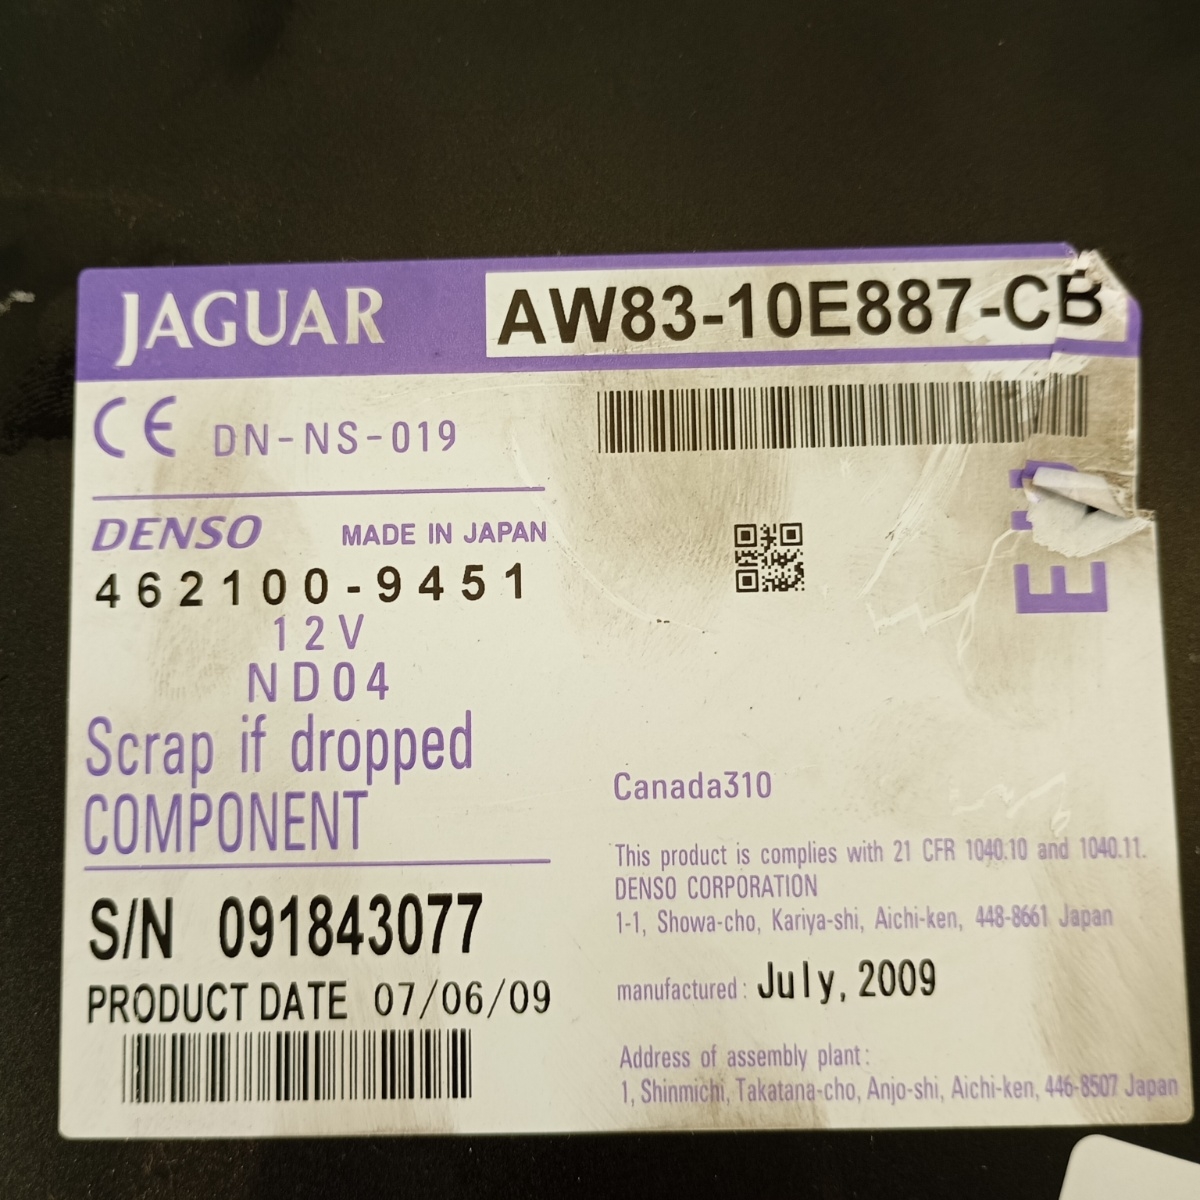 JAGUAR
AW83-10E887-CB
CE DN-NS-019
DENSO MADE IN JAPAN
462100-9451
12V
ND04
Scrap if dropped
COMPONENT
S/N 091843077
PRODUCT DATE 07/06/09
Canada310
This product is complies with 21 CFR 1040.10 and 1040.11.
DENSO CORPORATION
1-1, Showa-cho, Kariya-shi, Aichi-ken, 448-8661 Japan
manufactured: July, 2009
Address of assembly plant:
1, Shinmichi, Takatana-cho, Anjo-shi, Aichi-ken, 446-8507 Japan